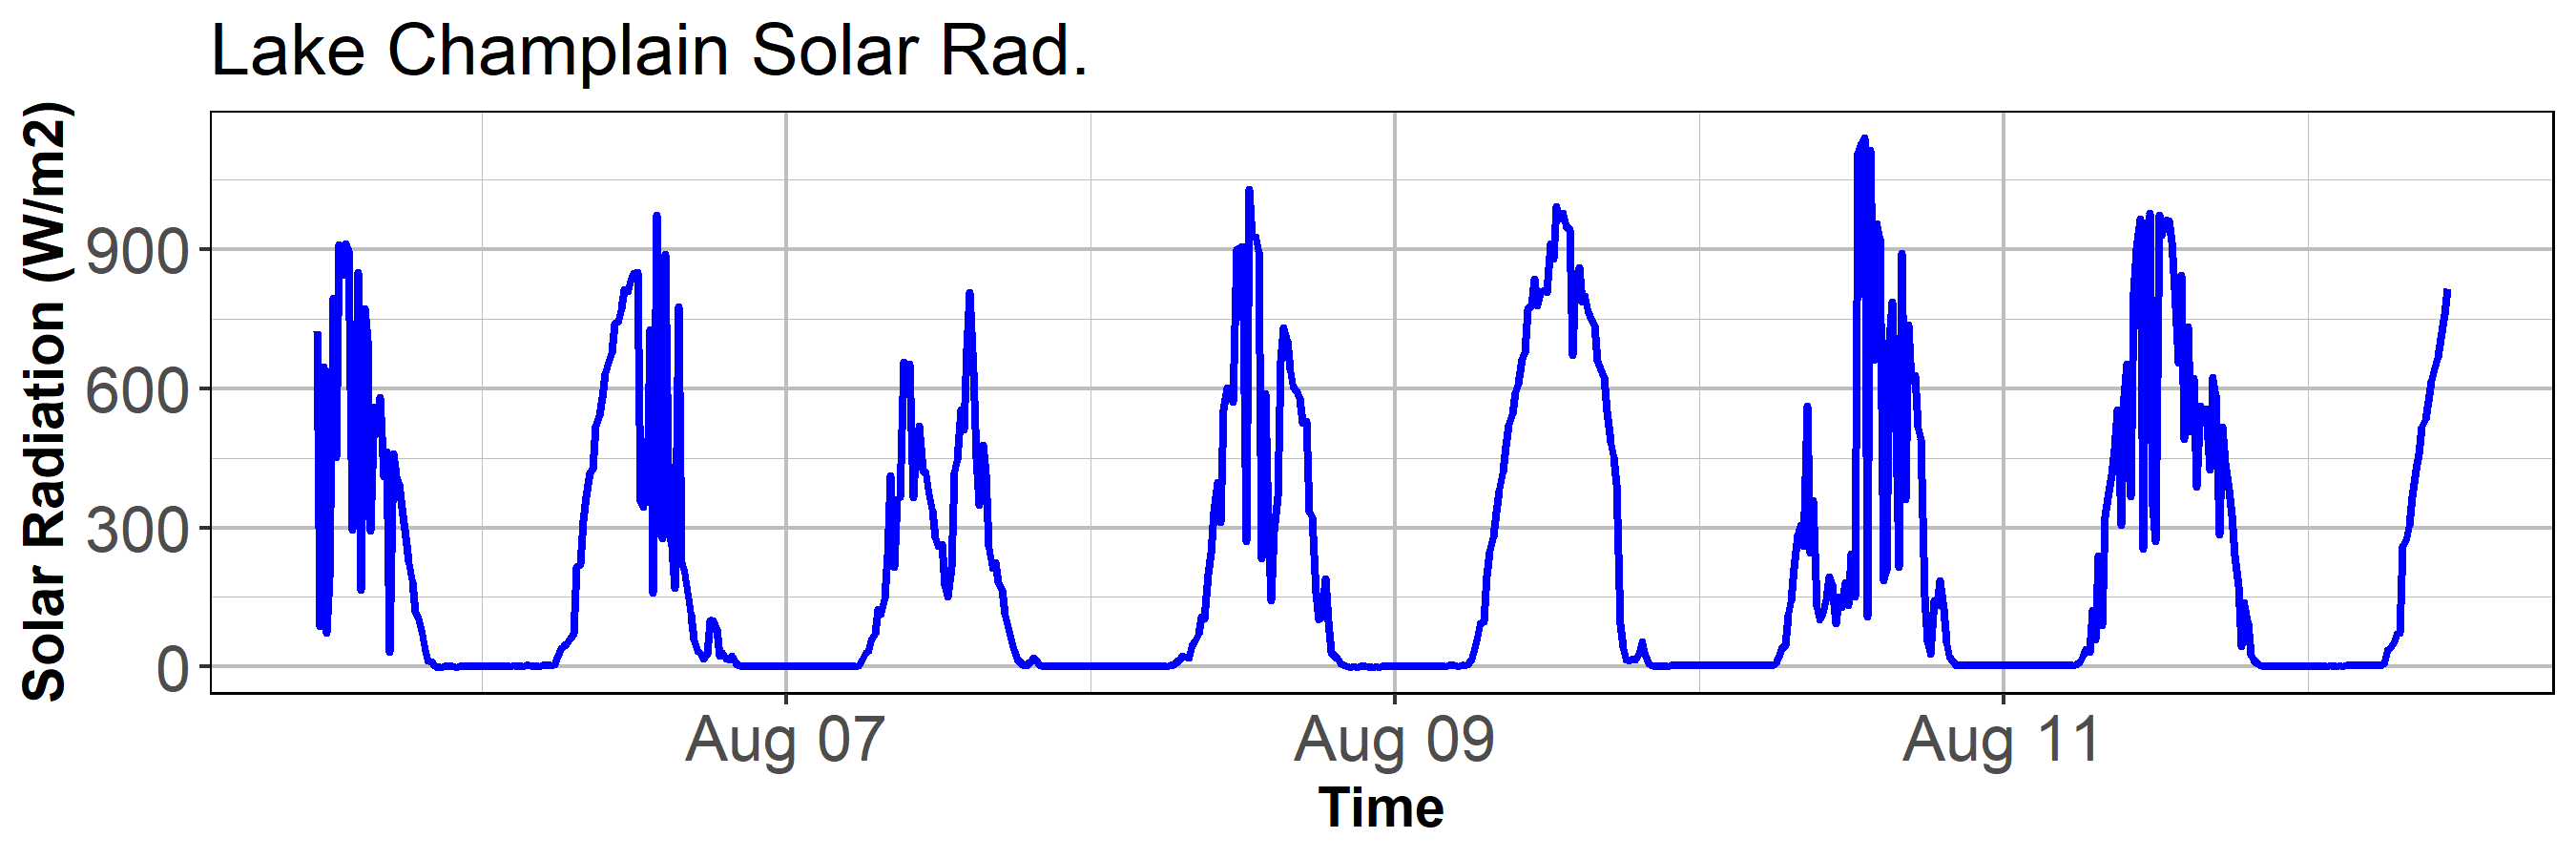 Lake Champlain Solar Rad.
Solar Radiation (W/m2)
900
600
300
0
Aug 07
Aug 09
Aug 11
Time